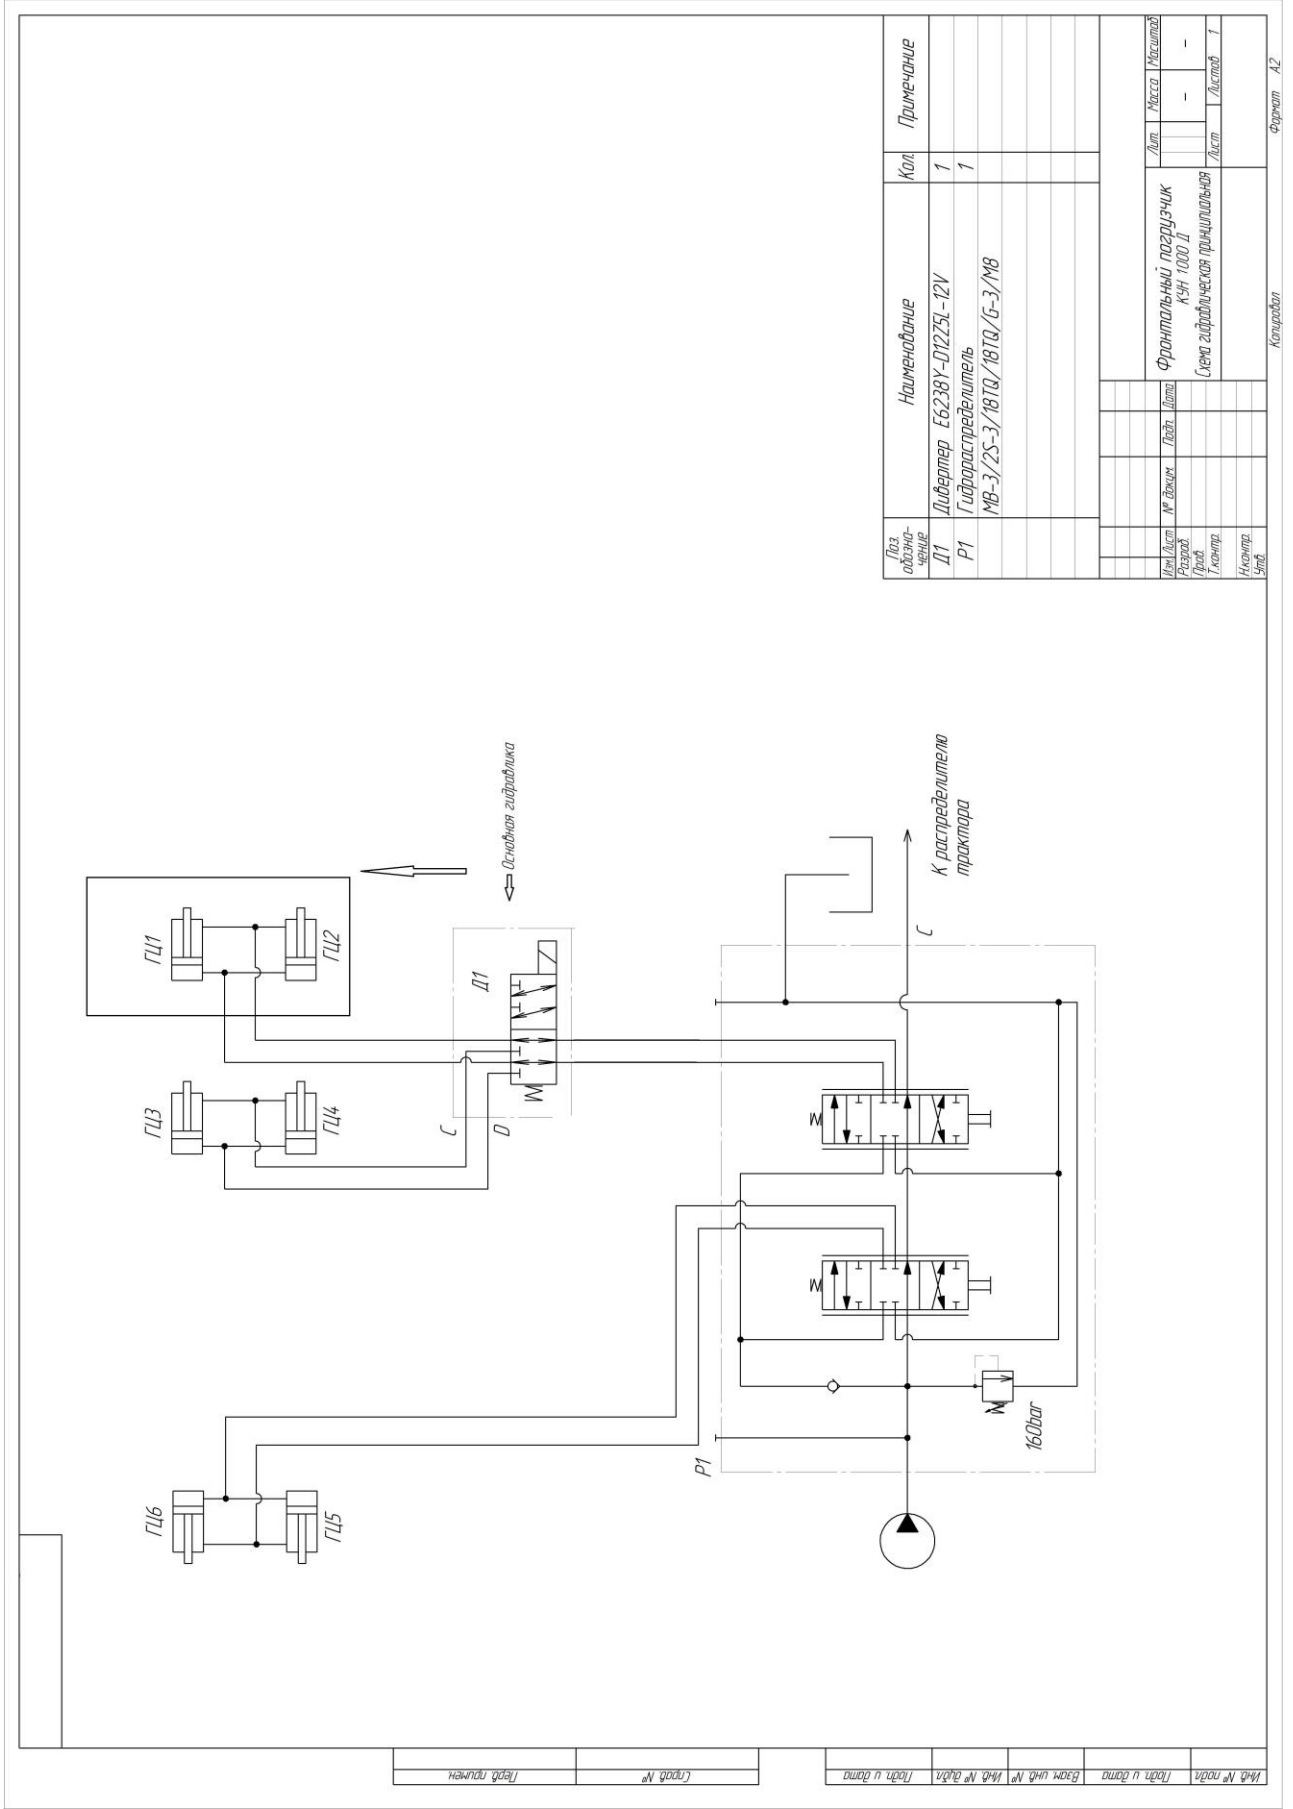 ГЦ6
ГЦ5
ГЦ3
ГЦ4
ГЦ1
ГЦ2
C
D
Д1
Основная гидравлика
P1
160bar
C
К распределителю
трактора
Поз. обозна-чение
Наименование
Кол.
Примечание
Д1 Дивертер E6238Y-D12Z5L-12V 1
P1 Гидрораспределитель 1
MB-3/2S-3/18TQ/18TQ/G-3/M8
Изм. Лист № докум. Подп. Дата
Разраб.
Пров.
Т.контр.
Н.контр.
Утв.
Фронтальный погрузчик
КУН 1000 Д
Схема гидравлическая принципиальная
Лит. Масса Масштаб
- -
Лист Листов 1
Копировал Формат A2
Перв. примен.
Справ. №
Подп. и дата
Инв. № дубл.
Взам. инв. №
Подп. и дата
Инв. № подл.